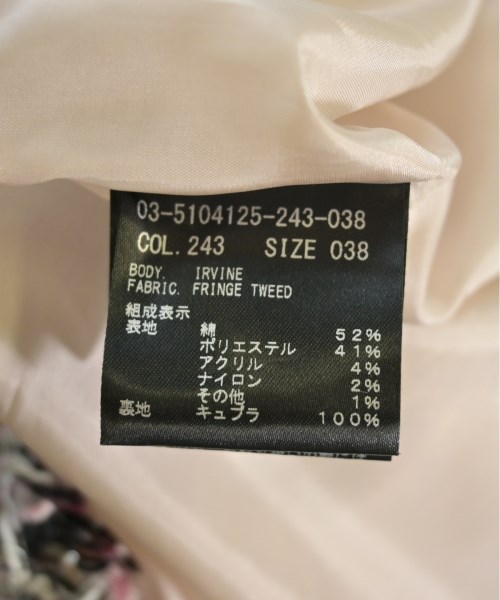 03-5104125-243-038
COL. 243 SIZE 038
BODY. IRVINE
FABRIC. FRINGE TWEED
組成表示
表地 綿 52%
ポリエステル 41%
アクリル 4%
ナイロン 2%
その他 1%
裏地 キュプラ 100%